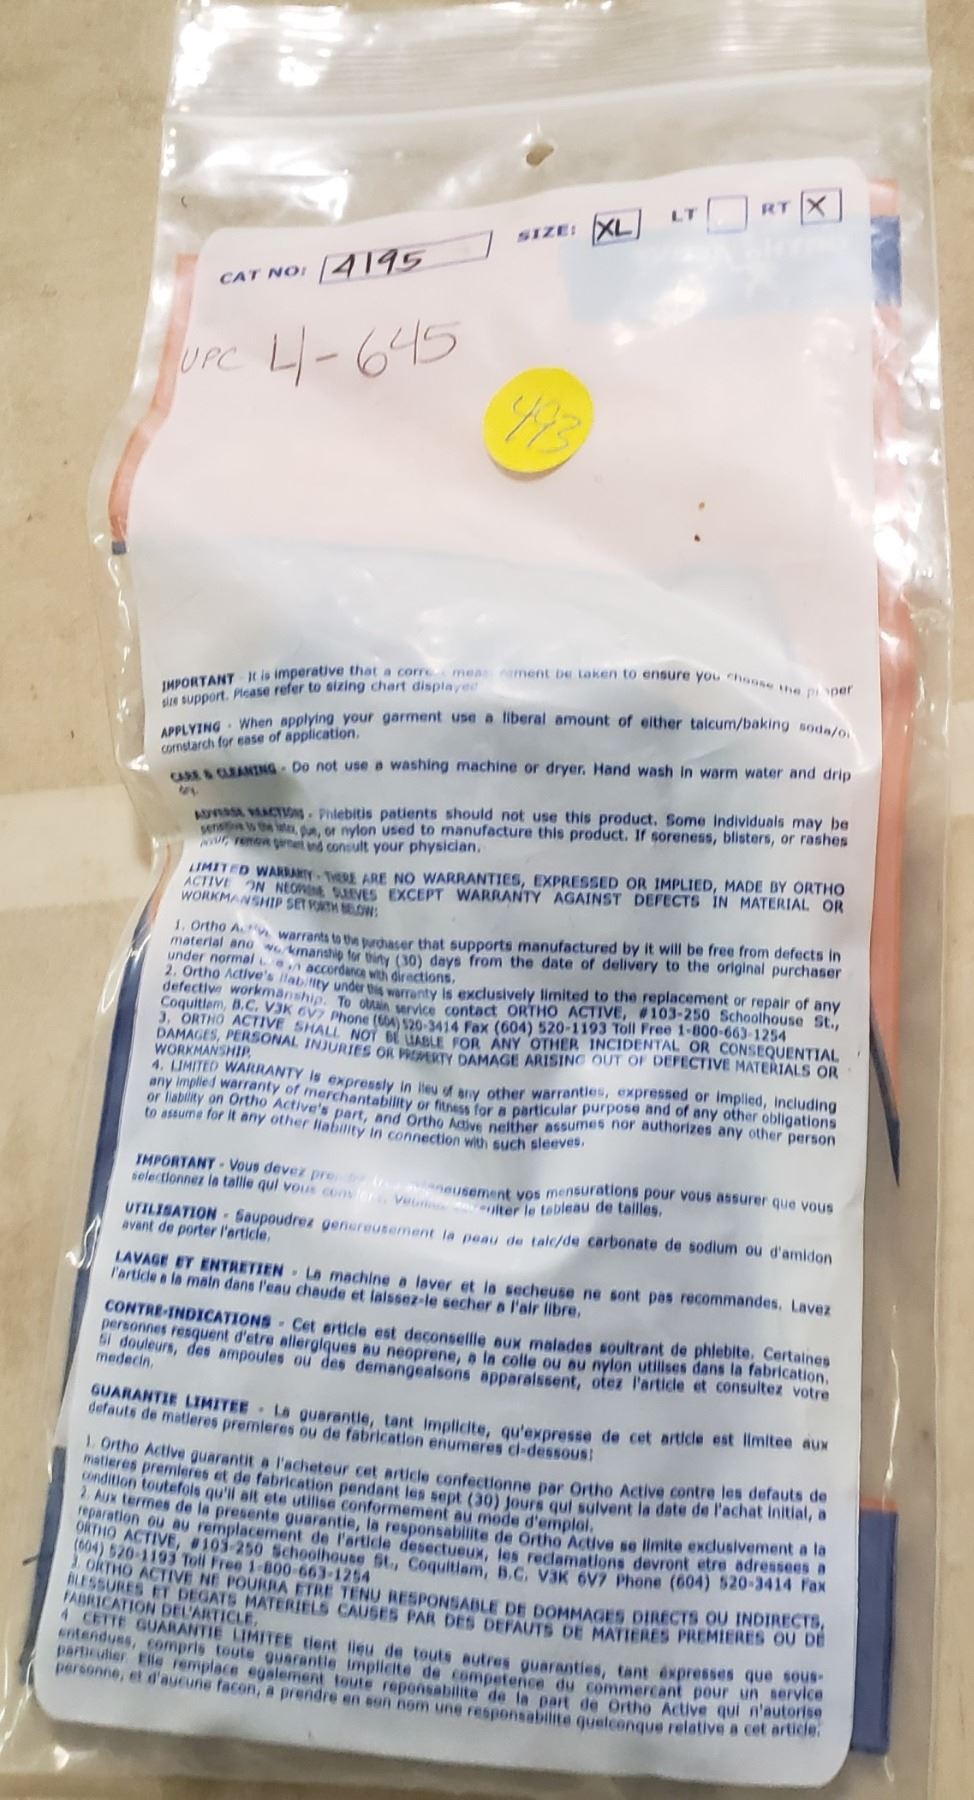 CAT NO: 4195 SIZE: XL LT RT X
UPC 4-645
493
IMPORTANT - It is imperative that a be taken to ensure you choose the proper
size support. Please refer to sizing chart displayed
APPLYING - When applying your garment use a liberal amount of either talcum/baking soda/or
cornstarch for ease of application.
CARE & CLEANING - Do not use a washing machine or dryer. Hand wash in warm water and drip
dry.
ADVERSE REACTION - Phlebitis patients should not use this product. Some Individuals may be
sensitive to the latex, glue, or nylon used to manufacture this product. If soreness, blisters, or rashes
occur, remove garment and consult your physician.
LIMITED WARRANTY - THERE ARE NO WARRANTIES, EXPRESSED OR IMPLIED, MADE BY ORTHO
ACTIVE ON NEOPRENE SLEEVES EXCEPT WARRANTY AGAINST DEFECTS IN MATERIAL OR
WORKMANSHIP SET FORTH BELOW:
1. Ortho Active warrants to the purchaser that supports manufactured by it will be free from defects in
material and workmanship for thirty (30) days from the date of delivery to the original purchaser
under normal use in accordance with directions.
2. Ortho Active's liability under this warranty is exclusively limited to the replacement or repair of any
defective workmanship. To obtain service contact ORTHO ACTIVE, #103-250 Schoolhouse St.,
Coquitlam, B.C. V3K 6V7 Phone (604) 520-3414 Fax (604) 520-1193 Toll Free 1-800-663-1254
3. ORTHO ACTIVE SHALL NOT BE LIABLE FOR ANY OTHER INCIDENTAL OR CONSEQUENTIAL
DAMAGES, PERSONAL INJURIES OR PROPERTY DAMAGE ARISING OUT OF DEFECTIVE MATERIALS OR
WORKMANSHIP.
4. LIMITED WARRANTY is expressly in lieu of any other warranties, expressed or implied, including
any implied warranty of merchantability or fitness for a particular purpose and of any other obligations
or liability on Ortho Active's part, and Ortho Active neither assumes nor authorizes any other person
to assume for it any other liability in connection with such sleeves.
IMPORTANT - Vous devez vos mensurations pour vous assurer que vous
selectionnez la taille qui vous le tableau de tailles.
UTILISATION - Saupoudrez genereusement la peau de talc/de carbonate de sodium ou d'amidon
avant de porter l'article.
LAVAGE ET ENTRETIEN - La machine a laver et la secheuse ne sont pas recommandes. Lavez
l'article a la main dans l'eau chaude et laissez-le secher a l'air libre.
CONTRE-INDICATIONS - Cet article est deconseille aux malades soultrant de phlebite. Certaines
personnes resquent d'etre allergiques au neoprene, a la colle ou au nylon utilises dans la fabrication.
Si douleurs, des ampoules ou des demangealsons apparaissent, otez l'article et consultez votre
medecin.
GUARANTIE LIMITEE - La guarantie, tant implicite, qu'expresse de cet article est limitee aux
defauts de matieres premieres ou de fabrication enumeres ci-dessous:
1. Ortho Active guarantit a l'acheteur cet article confectionne par Ortho Active contre les defauts de
matieres premieres et de fabrication pendant les sept (30) jours qui suivent la date de l'achat initial, a
condition toutefois qu'il ait ete utilise conformement au mode d'emploi.
2. Aux termes de la presente guarantie, la responsabilite de Ortho Active se limite exclusivement a la
reparation ou au remplacement de l'article desectueux, les reclamations devront etre adressees a
ORTHO ACTIVE, #103-250 Schoolhouse St., Coquitlam, B.C. V3K 6V7 Phone (604) 520-3414 Fax
(604) 520-1193 Toll Free 1-800-663-1254
3. ORTHO ACTIVE NE POURRA ETRE TENU RESPONSABLE DE DOMMAGES DIRECTS OU INDIRECTS,
BLESSURES ET DEGATS MATERIELS CAUSES PAR DES DEFAUTS DE MATIERES PREMIERES OU DE
FABRICATION DEL'ARTICLE.
4. CETTE GUARANTIE LIMITEE tient lieu de touts autres guaranties, tant expresses que sous-
entendues, compris toute guarantie implicite de competence du commercant pour un service
particulier. Elle remplace egalement toute reponsabilite de la part de Ortho Active qui n'autorise
personne, et d'aucune facon, a prendre en son nom une responsabilite quelconque relative a cet article.